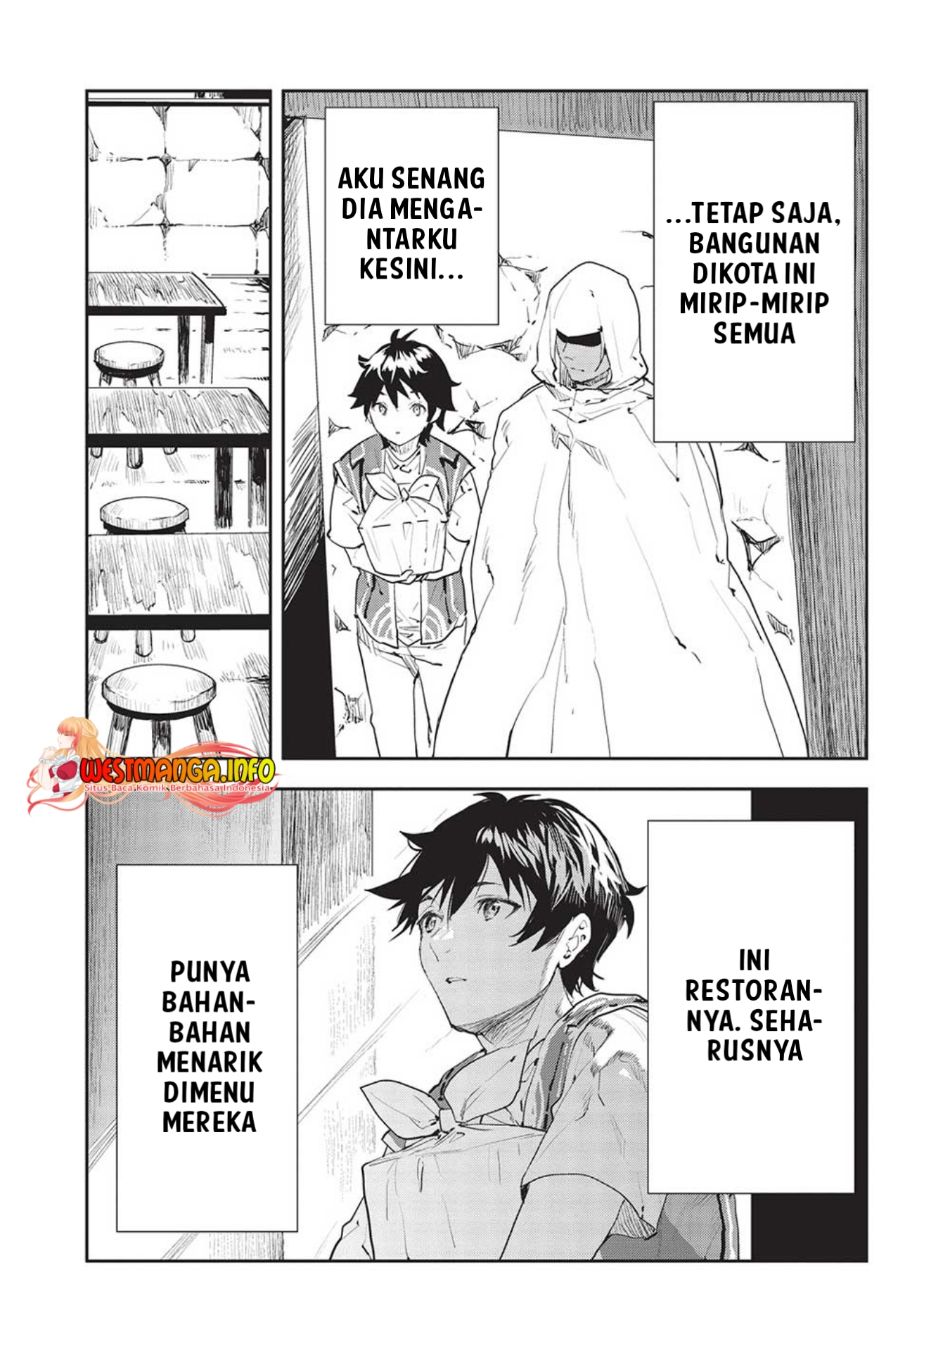 ...TETAP SAJA,
BANGUNAN
DIKOTA INI
MIRIP-MIRIP
SEMUA
AKU SENANG
DIA MENGA-
NTARKU
KESINI...
WESTMANGA.INFO
Situs Baca Komik Berbahasa Indonesia
INI
RESTORAN-
NYA. SEHA-
RUSNYA
PUNYA
BAHAN-
BAHAN
MENARIK
DIMENU
MEREKA